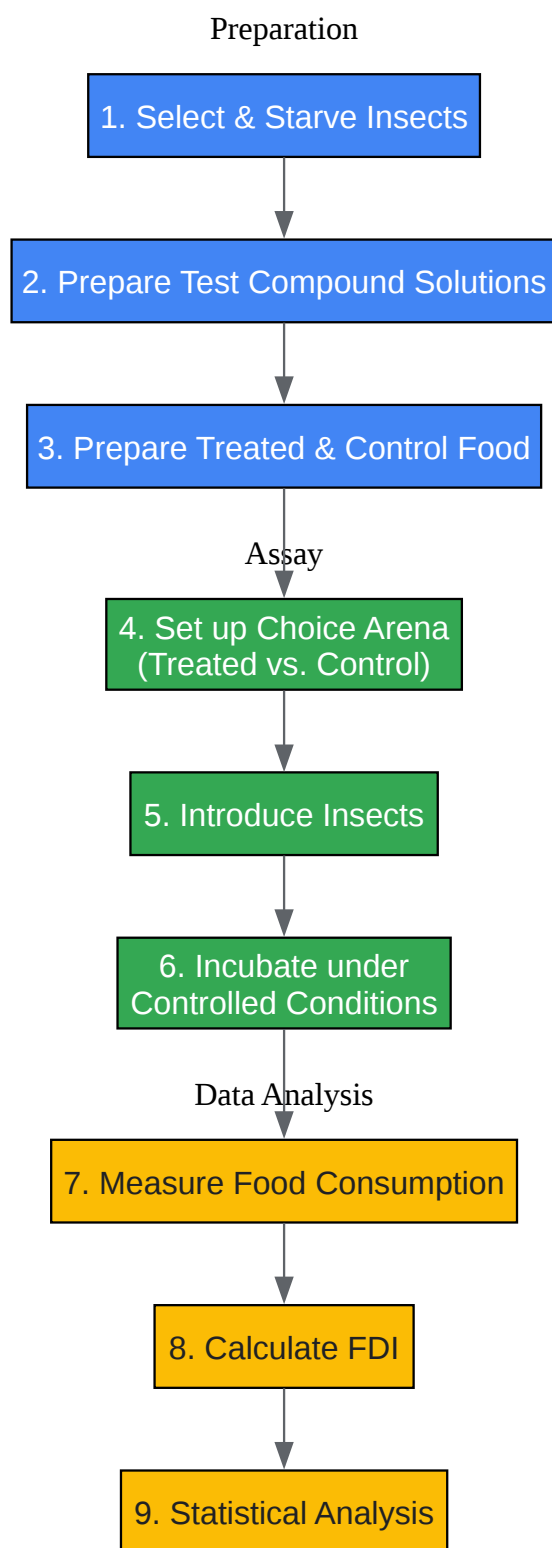 Preparation
1. Select & Starve Insects
2. Prepare Test Compound Solutions
3. Prepare Treated & Control Food
Assay
4. Set up Choice Arena
(Treated vs. Control)
5. Introduce Insects
6. Incubate under
Controlled Conditions
Data Analysis
7. Measure Food Consumption
8. Calculate FDI
9. Statistical Analysis